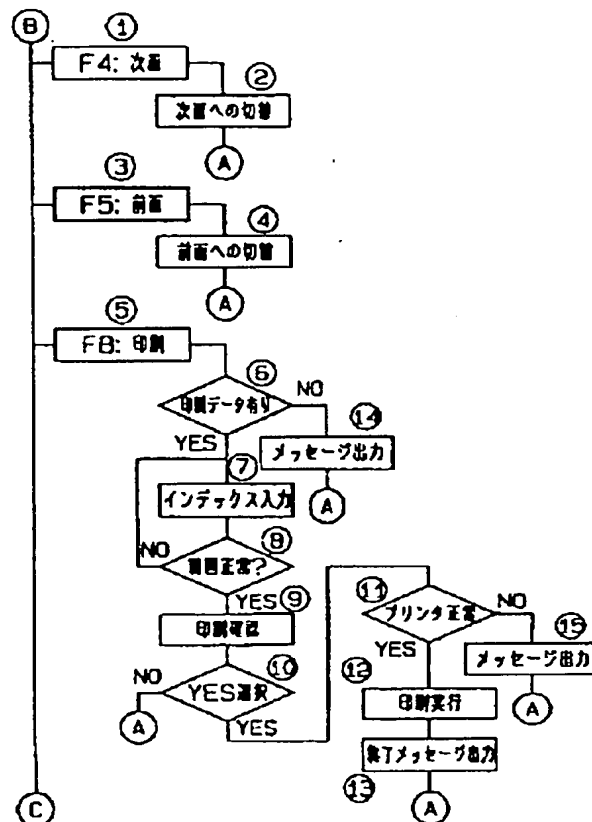 B
①
F4: 次面
②
次面への切替
A
③
F5: 前面
④
前面への切替
A
⑤
F8: 印刷
⑥
印刷データ有り
NO
YES
⑭
メッセージ出力
A
⑦
インデックス入力
⑧
範囲正常?
NO
YES
⑨
印刷確認
⑩
YES選択
NO
A
YES
⑪
プリンタ正常
NO
YES
⑮
メッセージ出力
A
⑫
印刷実行
終了メッセージ出力
⑬
A
C